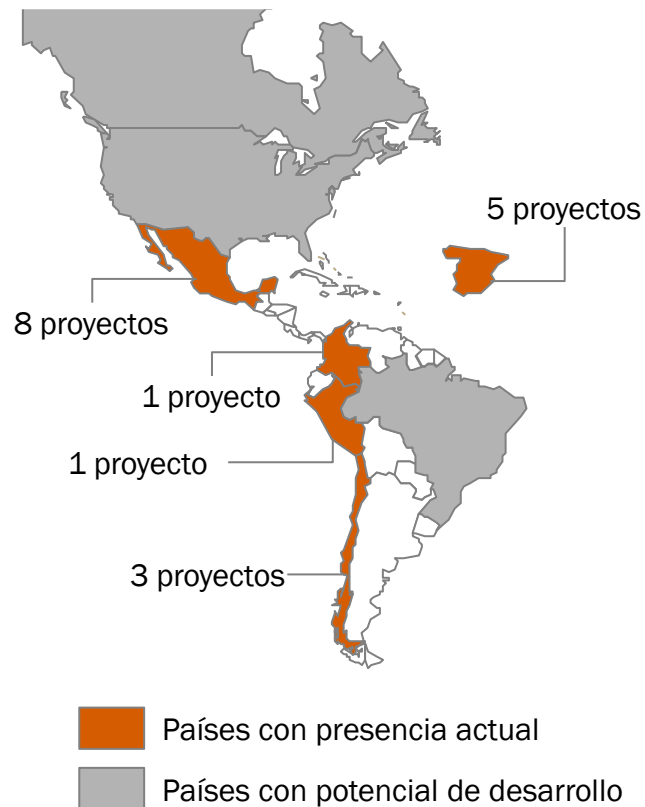 5 proyectos
8 proyectos
1 proyecto
1 proyecto
3 proyectos
Países con presencia actual
Países con potencial de desarrollo